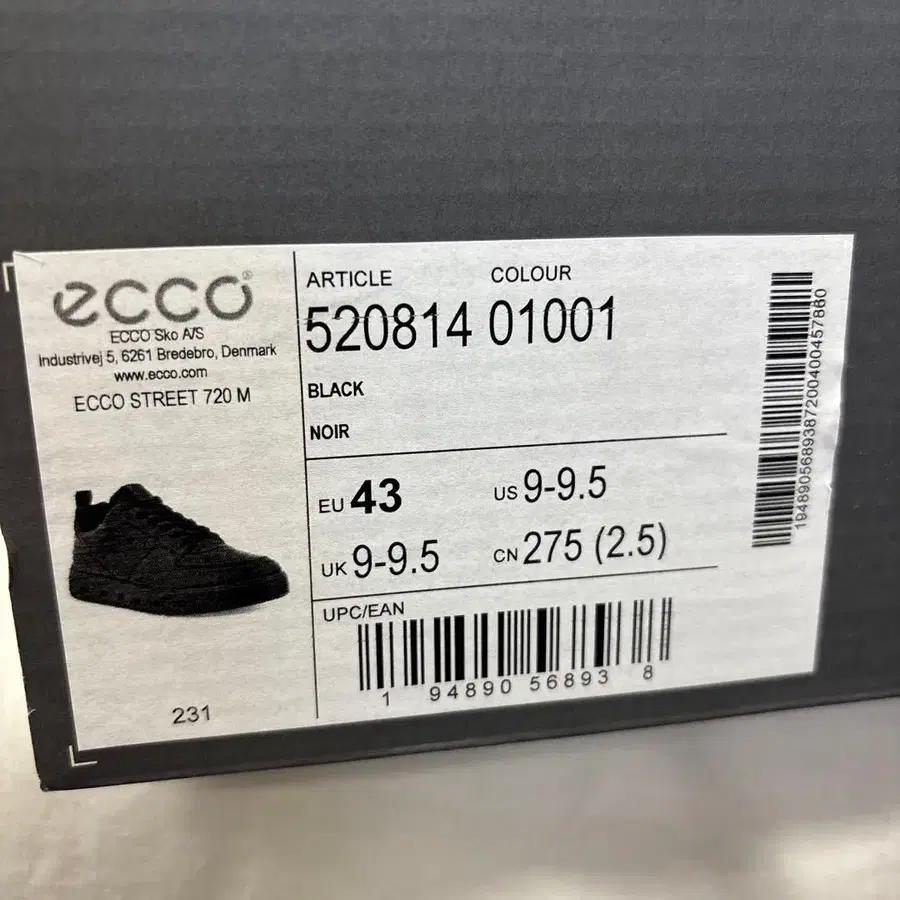 ecco®
ECCO Sko A/S
Industrivej 5, 6261 Bredebro, Denmark
www.ecco.com
ECCO STREET 720 M
231
ARTICLE COLOUR
520814 01001
BLACK
NOIR
EU 43 US 9-9.5
UK 9-9.5 CN 275 (2.5)
UPC/EAN
1 94890 56893 8
1948905689387200400457860